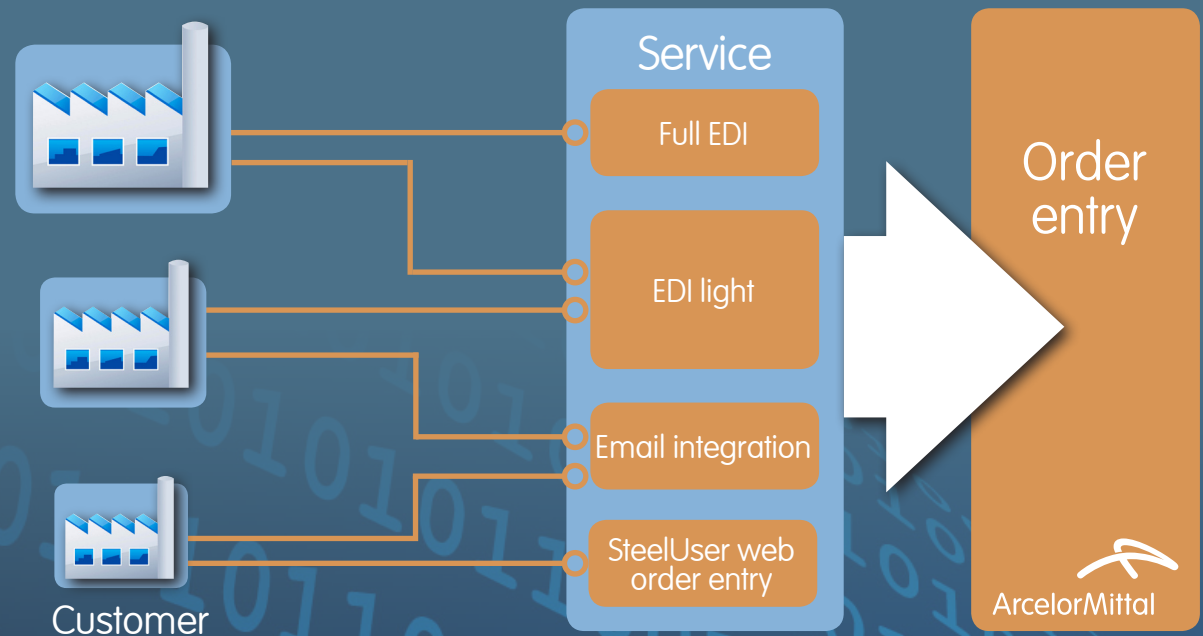 Service
Full EDI
EDI light
Email integration
SteelUser web
order entry
Order
entry
ArcelorMittal
Customer